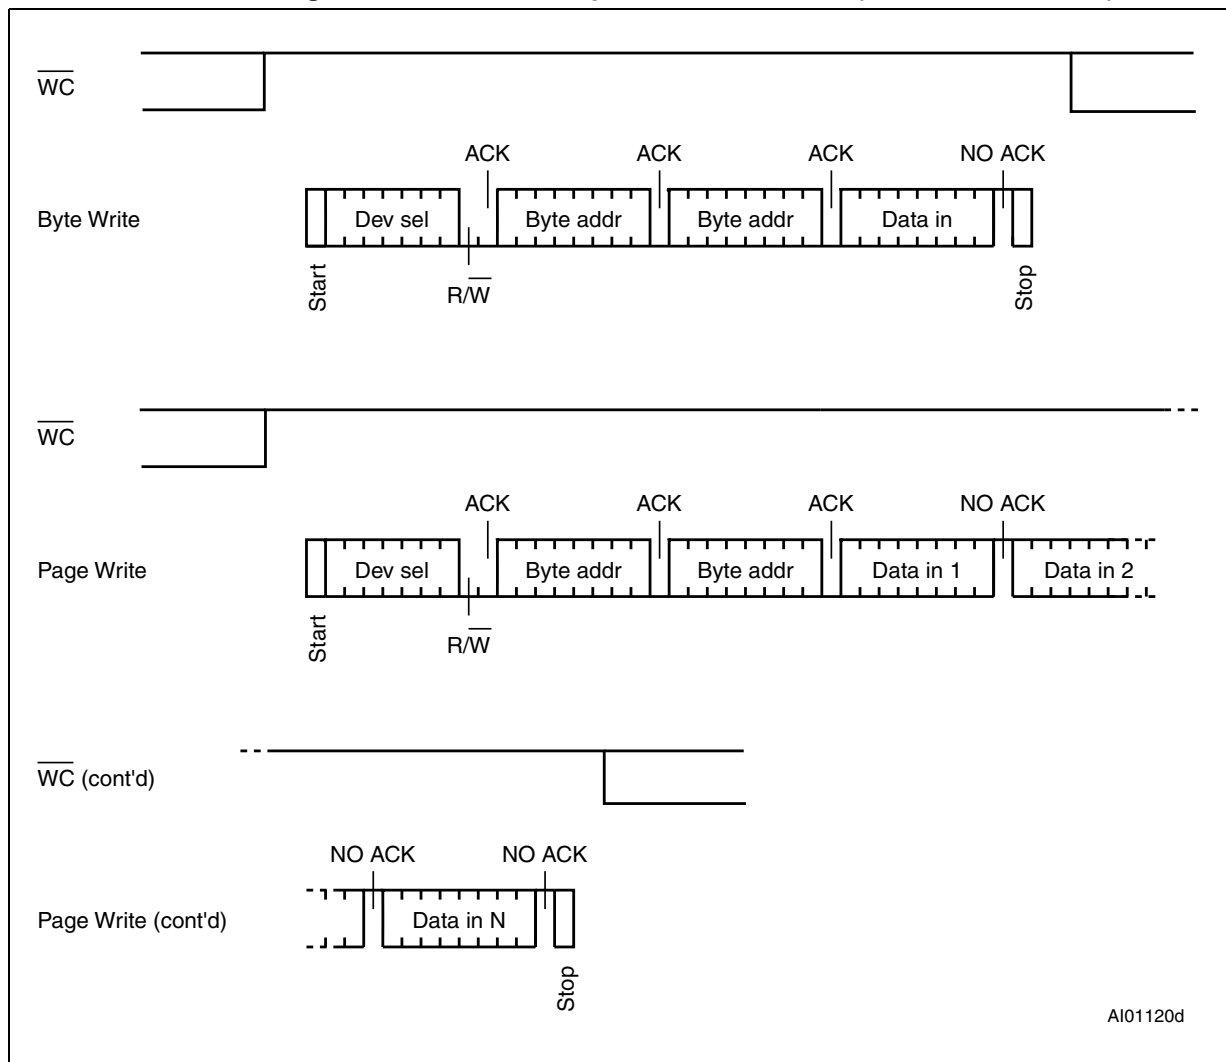 WC
ACK ACK ACK NO ACK
Byte Write Dev sel Byte addr Byte addr Data in
Start R/W Stop
WC
ACK ACK ACK NO ACK
Page Write Dev sel Byte addr Byte addr Data in 1 Data in 2
Start R/W
WC (cont'd)
NO ACK NO ACK
Page Write (cont'd) Data in N
Stop
AI01120d